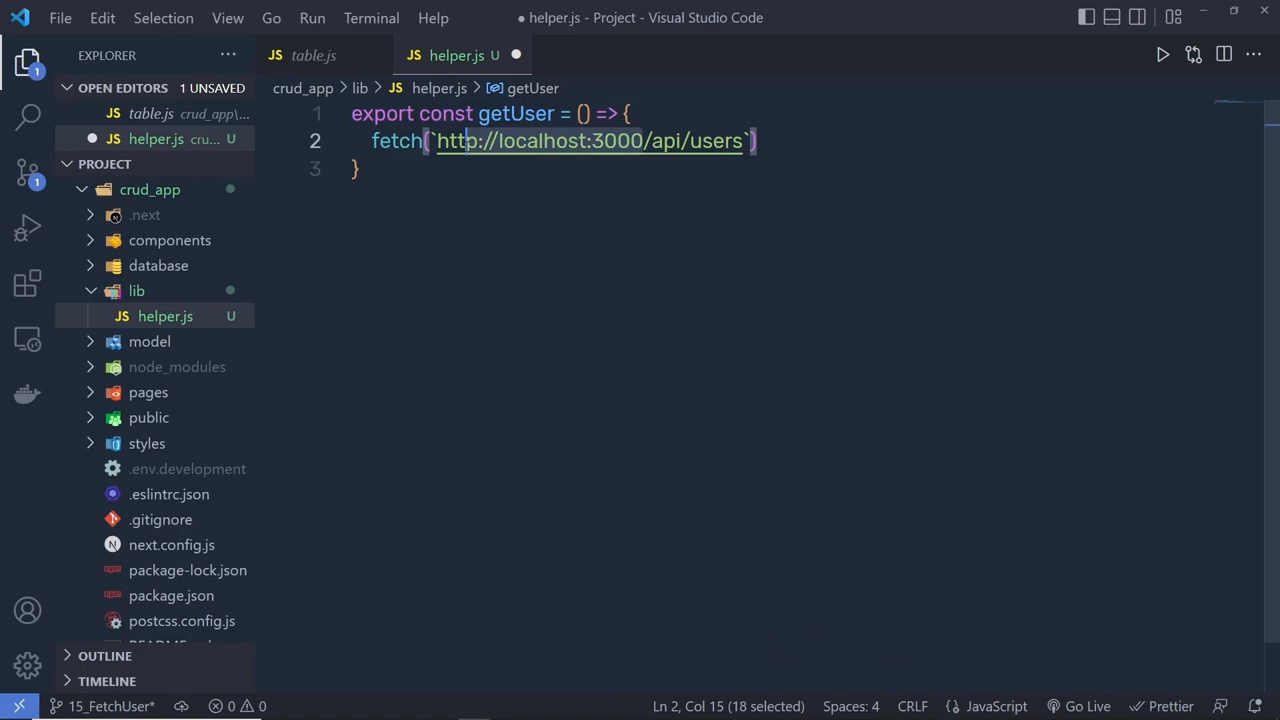 File Edit Selection View Go Run Terminal Help
● helper.js - Project - Visual Studio Code
EXPLORER ···
JS table.js
JS helper.js U
1
OPEN EDITORS 1 UNSAVED
JS table.js crud_app\...
JS helper.js cru... U
PROJECT
crud_app
.next
components
database
lib
JS helper.js U
model
node_modules
pages
public
styles
.env.development
.eslintrc.json
.gitignore
next.config.js
package-lock.json
package.json
postcss.config.js
OUTLINE
TIMELINE
1
crud_app > lib > JS helper.js > getUser
1 export const getUser = () => {
2 fetch(`http://localhost:3000/api/users`)
3 }
15_FetchUser* 0 0 Ln 2, Col 15 (18 selected) Spaces: 4 CRLF {} JavaScript Go Live Prettier